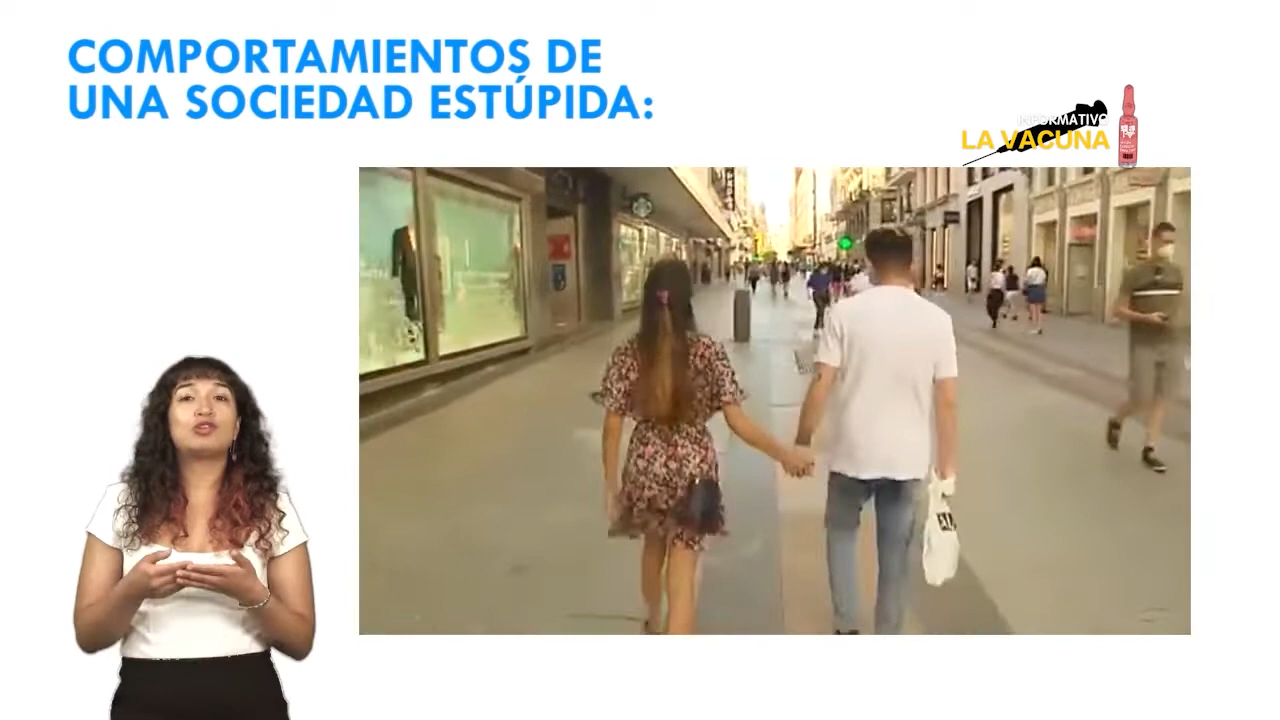 COMPORTAMIENTOS DE
UNA SOCIEDAD ESTÚPIDA:
INFORMATIVO
LA VACUNA